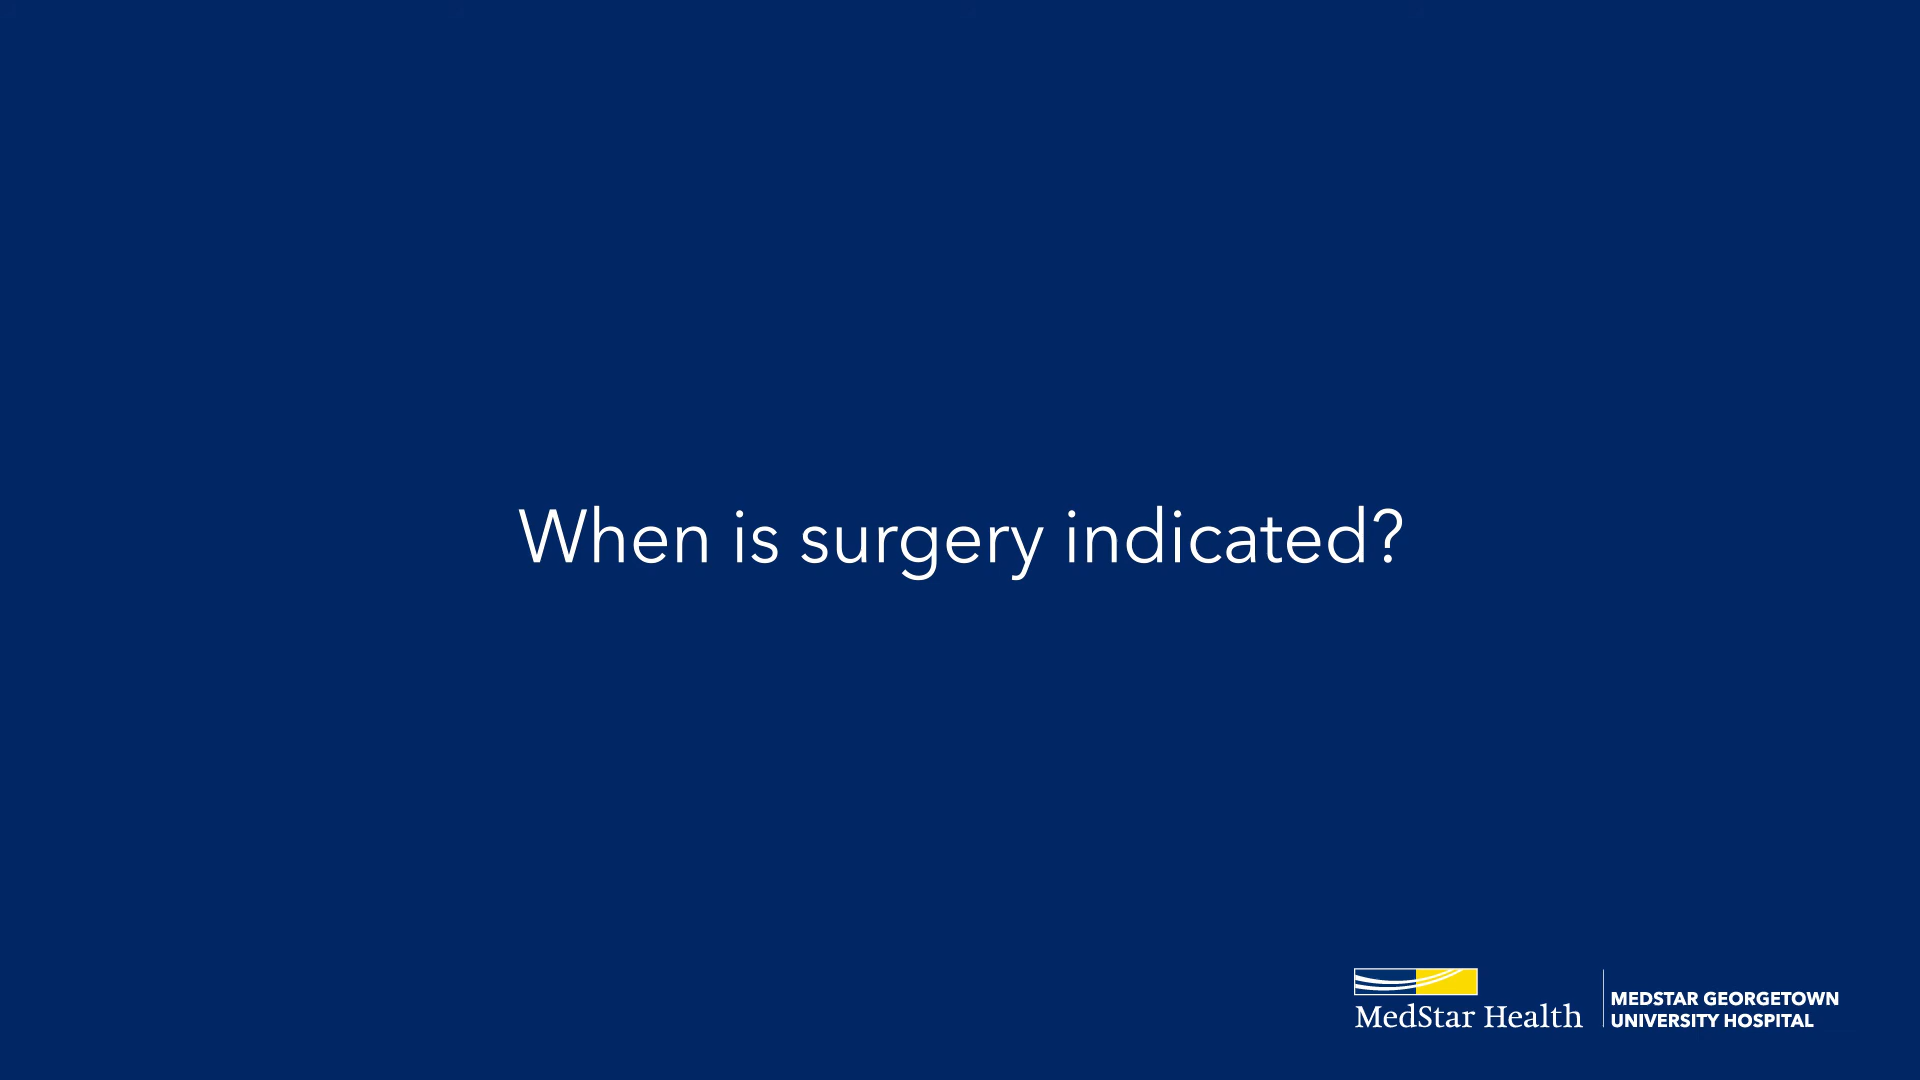 When is surgery indicated?
MedStar Health
MEDSTAR GEORGETOWN
UNIVERSITY HOSPITAL